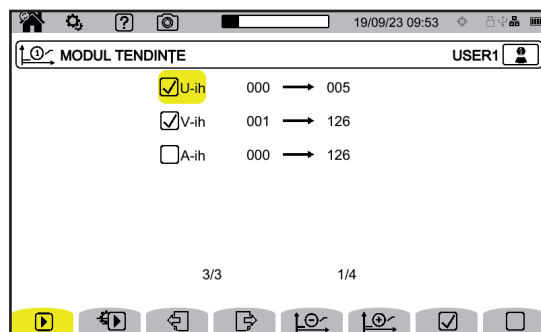 ? 19/09/23 09:53
1 MODUL TENDINȚE USER1
U-ih 000 → 005
V-ih 001 → 126
A-ih 000 → 126
3/3 1/4